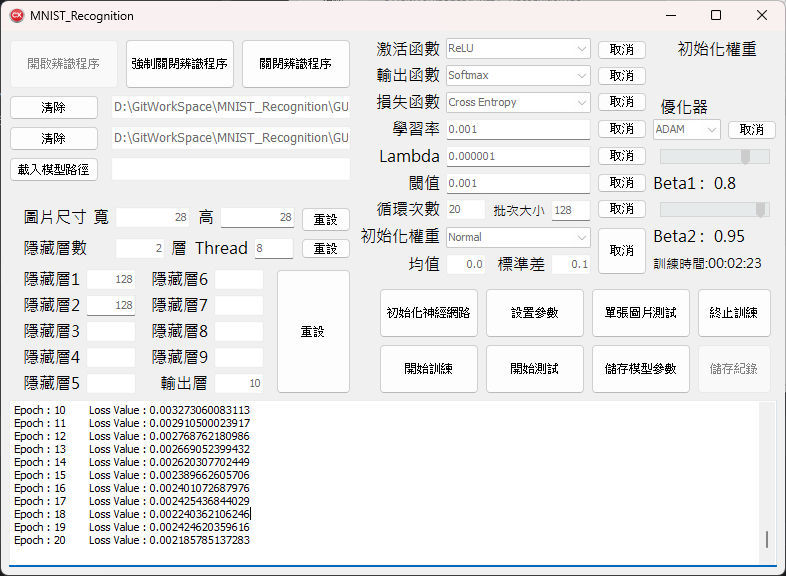 MNIST_Recognition
開啟辨識程序 強制關閉辨識程序 關閉辨識程序
清除 D:\GitWorkSpace\MNIST_Recognition\GU
清除 D:\GitWorkSpace\MNIST_Recognition\GU
載入模型路徑
圖片尺寸 寬 28 高 28 重設
隱藏層數 2 層 Thread 8 重設
隱藏層1 128 隱藏層6
隱藏層2 128 隱藏層7
隱藏層3 隱藏層8
隱藏層4 隱藏層9
隱藏層5 輸出層 10
重設
激活函數 ReLU 取消
輸出函數 Softmax 取消
損失函數 Cross Entropy 取消
學習率 0.001 取消
Lambda 0.000001 取消
閾值 0.001 取消
循環次數 20 批次大小 128 取消
初始化權重 Normal 取消
均值 0.0 標準差 0.1
初始化權重
優化器
ADAM 取消
Beta1 : 0.8
Beta2 : 0.95
訓練時間:00:02:23
初始化神經網路 設置參數 單張圖片測試 終止訓練
開始訓練 開始測試 儲存模型參數 儲存紀錄
Epoch : 10 Loss Value : 0.003273060083113
Epoch : 11 Loss Value : 0.002910500023917
Epoch : 12 Loss Value : 0.002768762180986
Epoch : 13 Loss Value : 0.002669052399432
Epoch : 14 Loss Value : 0.002620307702449
Epoch : 15 Loss Value : 0.002389662605706
Epoch : 16 Loss Value : 0.002401072687976
Epoch : 17 Loss Value : 0.002425436844029
Epoch : 18 Loss Value : 0.002240362106246
Epoch : 19 Loss Value : 0.002424620359616
Epoch : 20 Loss Value : 0.002185785137283